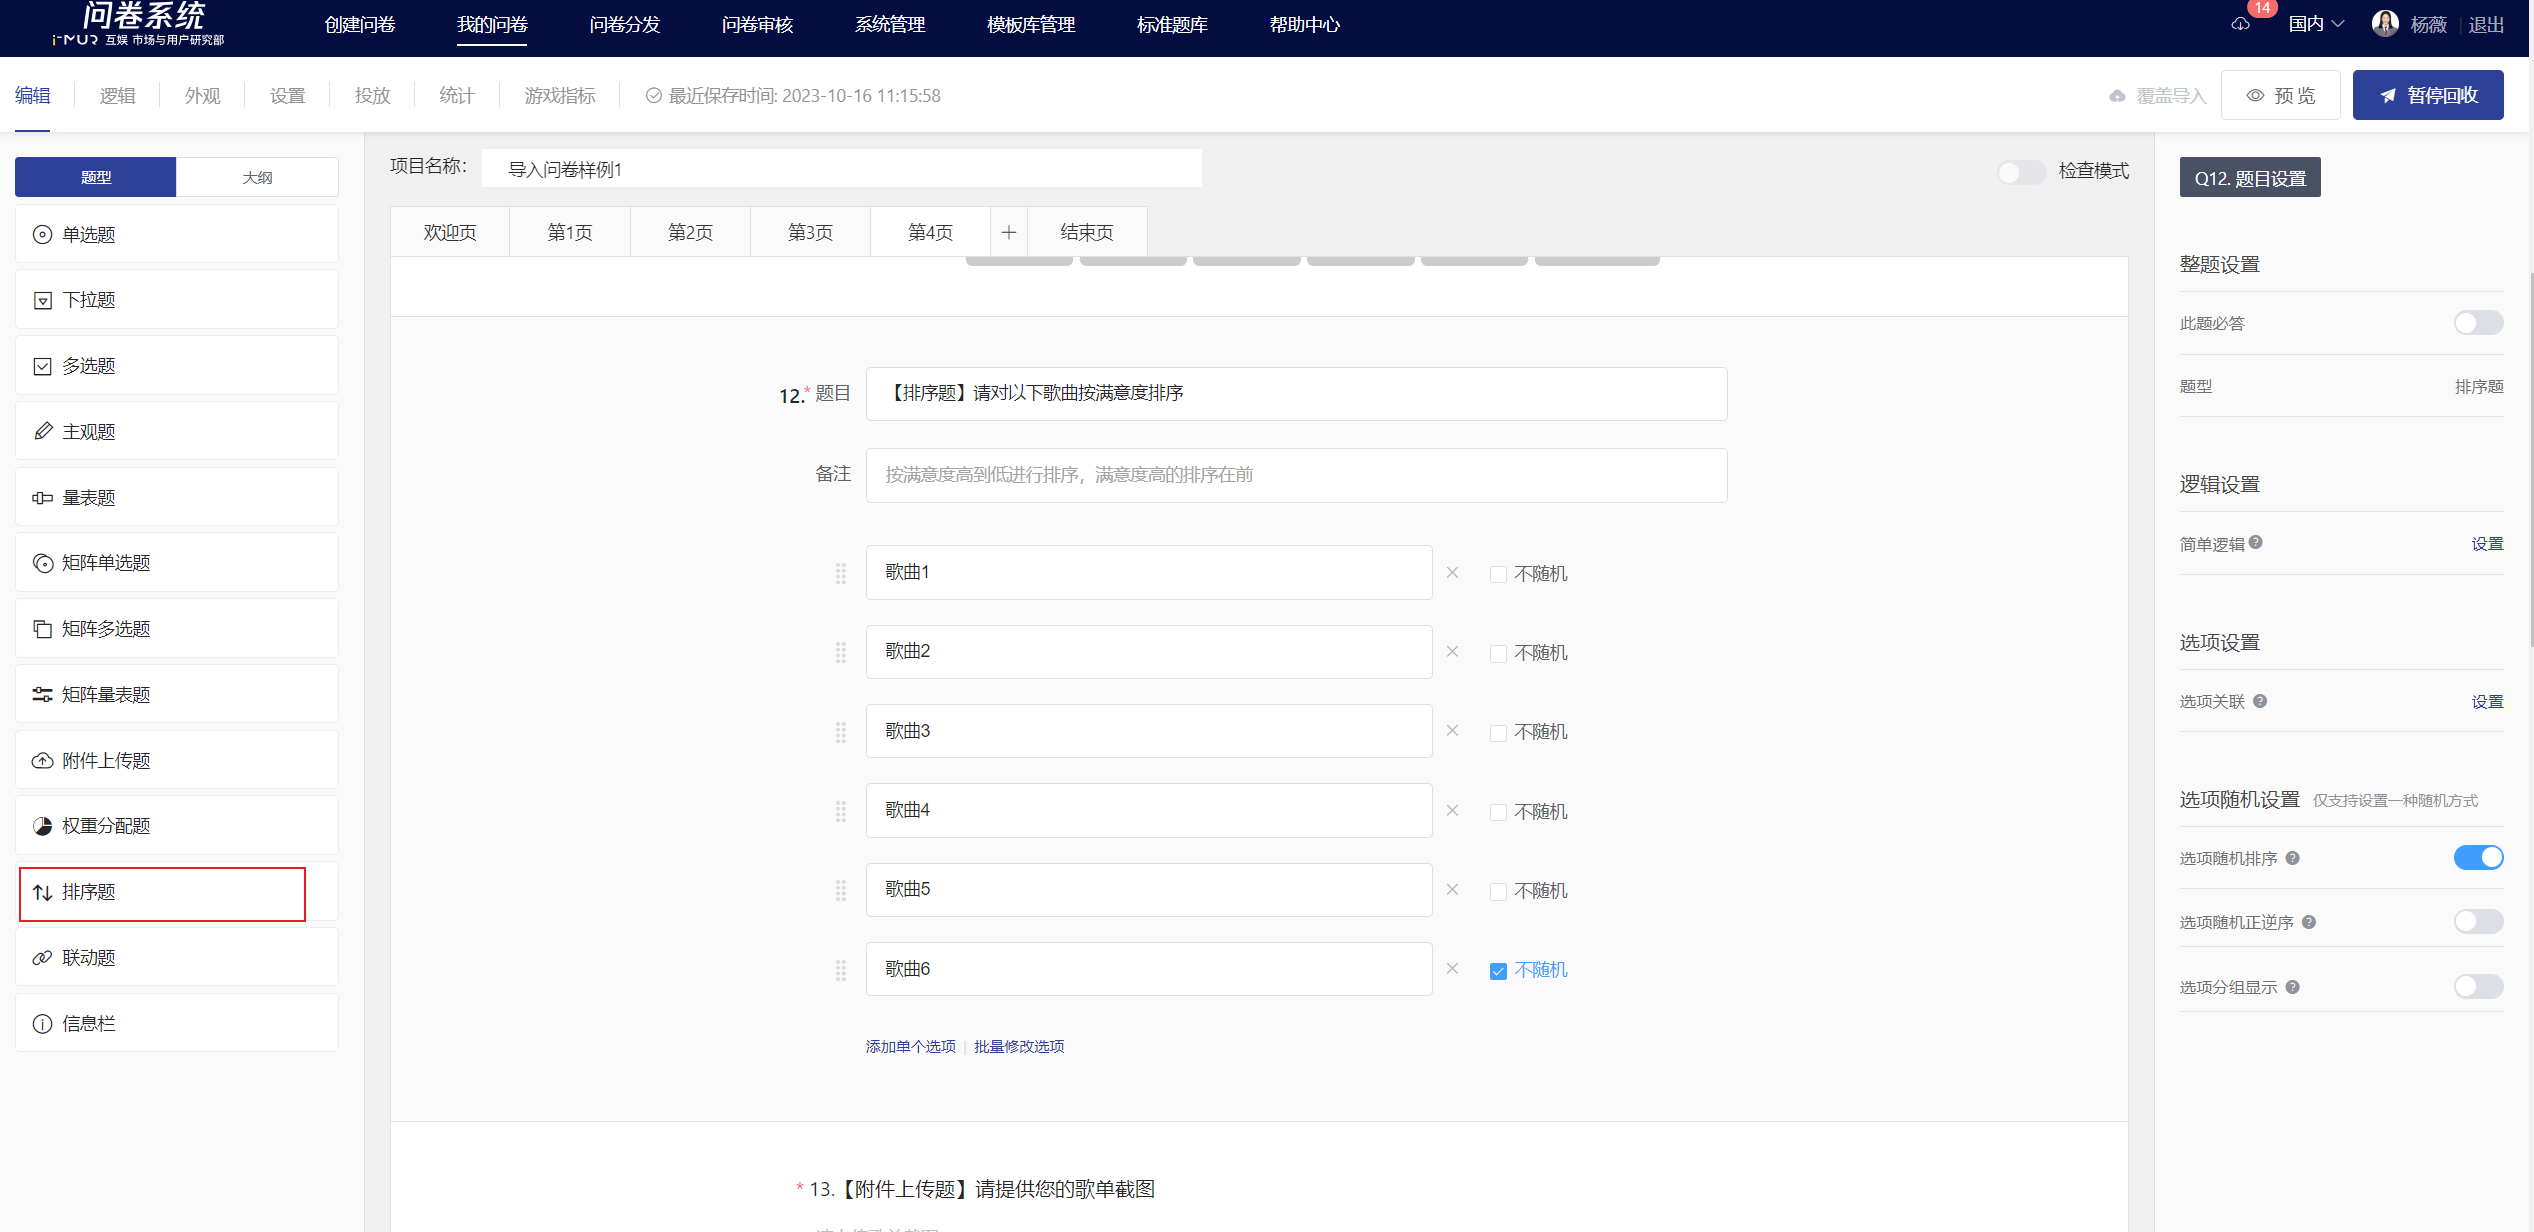 问卷系统
i-MUR 互娱 市场与用户研究部
创建问卷
我的问卷
问卷分发
问卷审核
系统管理
模板库管理
标准题库
帮助中心
14
国内
杨薇
退出
编辑
逻辑
外观
设置
投放
统计
游戏指标
最近保存时间: 2023-10-16 11:15:58
覆盖导入
预 览
暂停回收
题型
大纲
单选题
下拉题
多选题
主观题
量表题
矩阵单选题
矩阵多选题
矩阵量表题
附件上传题
权重分配题
排序题
联动题
信息栏
项目名称：
导入问卷样例1
检查模式
欢迎页
第1页
第2页
第3页
第4页
+
结束页
12.* 题目
【排序题】请对以下歌曲按满意度排序
备注
按满意度高到低进行排序，满意度高的排序在前
歌曲1
不随机
歌曲2
不随机
歌曲3
不随机
歌曲4
不随机
歌曲5
不随机
歌曲6
不随机
添加单个选项 | 批量修改选项
* 13.【附件上传题】请提供您的歌单截图
Q12. 题目设置
整题设置
此题必答
题型
排序题
逻辑设置
简单逻辑
设置
选项设置
选项关联
设置
选项随机设置 仅支持设置一种随机方式
选项随机排序
选项随机正逆序
选项分组显示